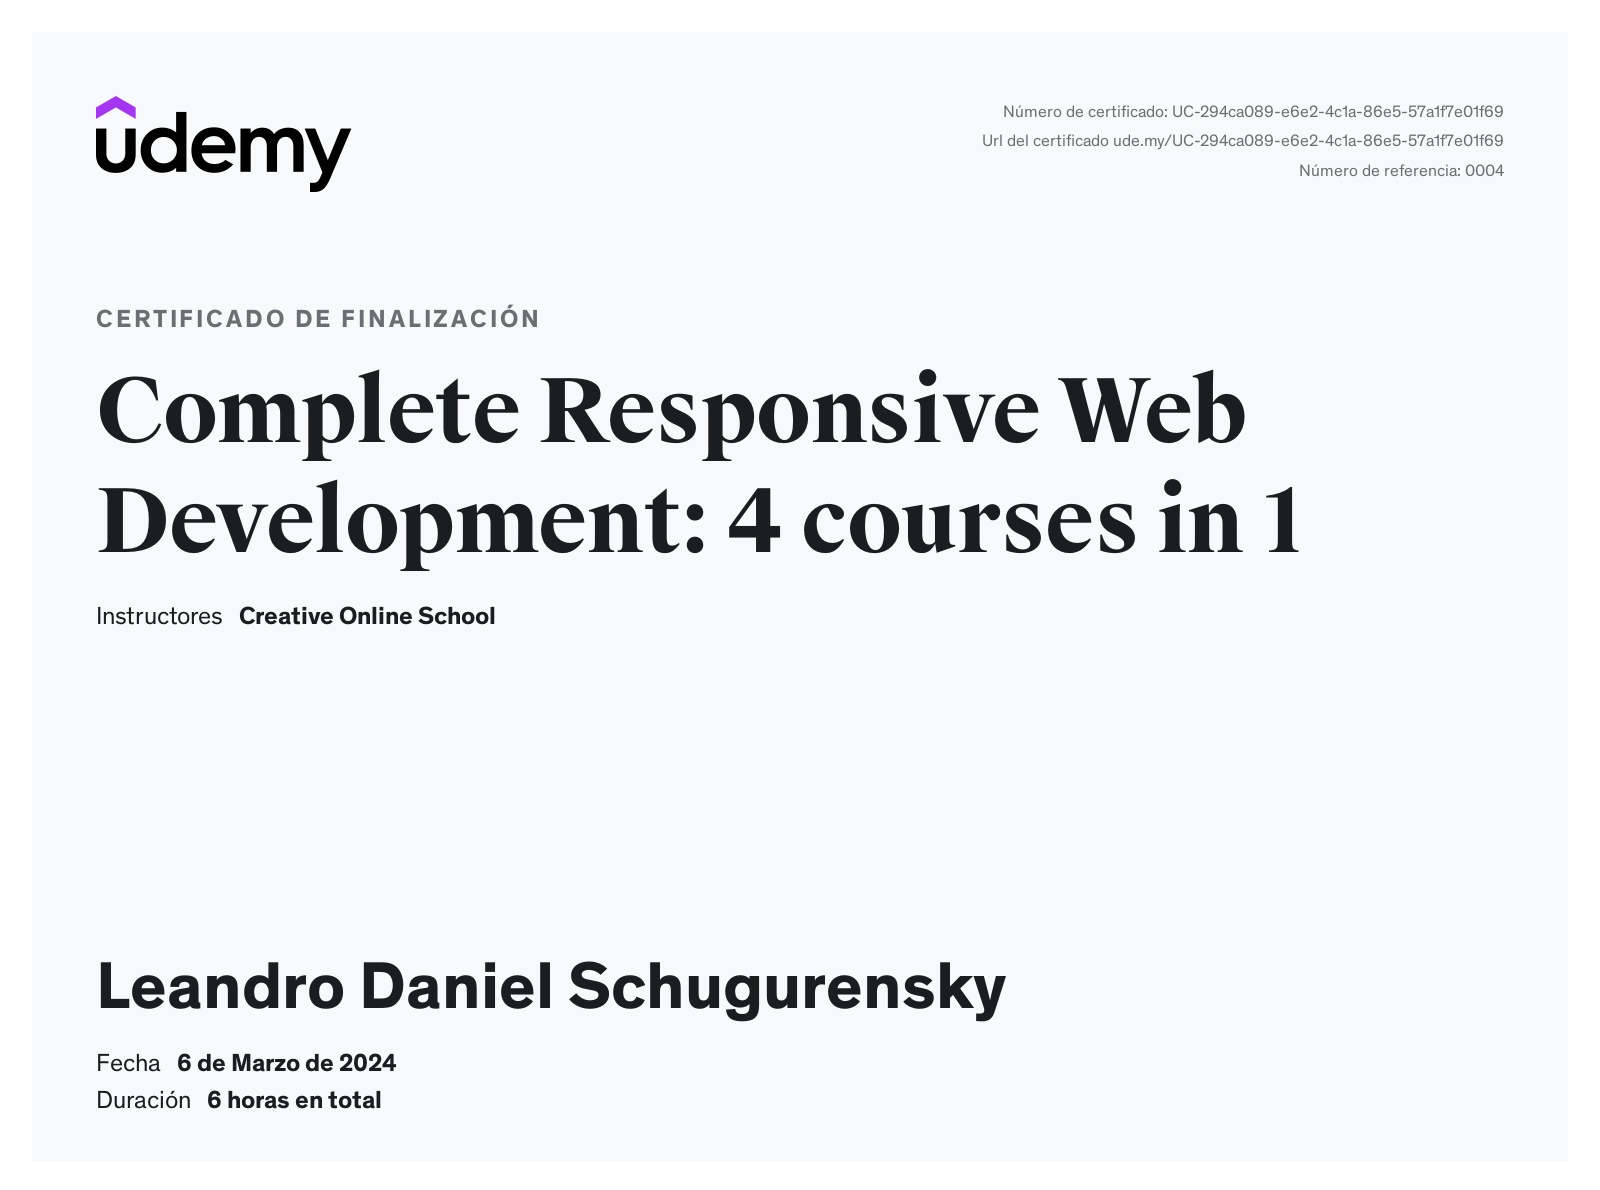 udemy
Número de certificado: UC-294ca089-e6e2-4c1a-86e5-57a1f7e01f69
Url del certificado ude.my/UC-294ca089-e6e2-4c1a-86e5-57a1f7e01f69
Número de referencia: 0004
CERTIFICADO DE FINALIZACIÓN
Complete Responsive Web
Development: 4 courses in 1
Instructores Creative Online School
Leandro Daniel Schugurensky
Fecha 6 de Marzo de 2024
Duración 6 horas en total